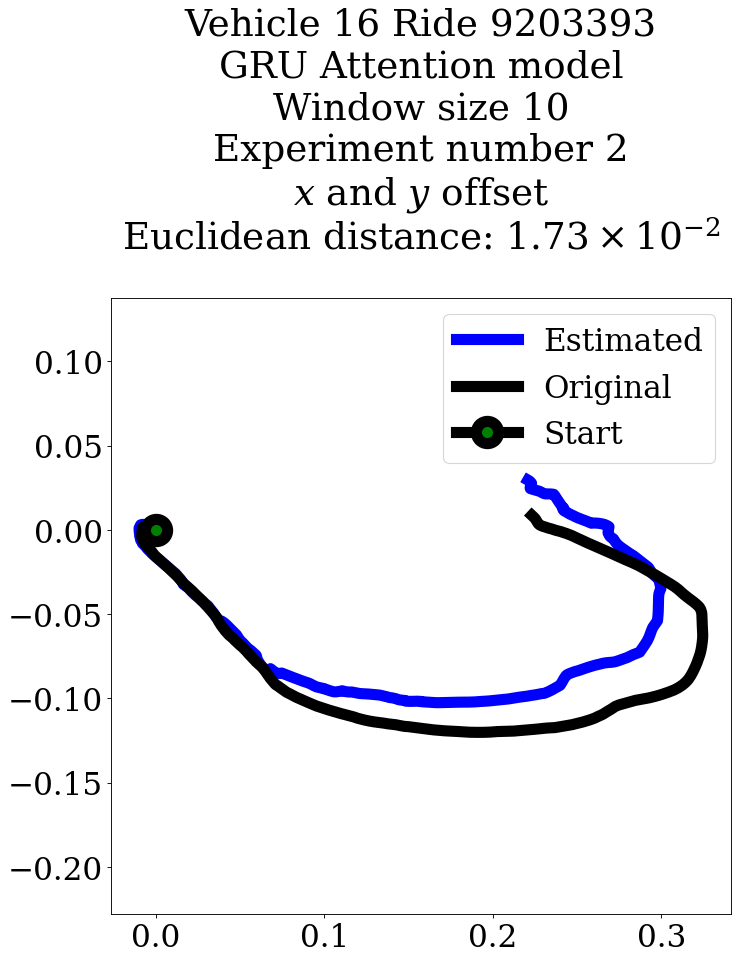 Vehicle 16 Ride 9203393
GRU Attention model
Window size 10
Experiment number 2
x and y offset
Euclidean distance: 1.73 × 10⁻²
Estimated
Original
Start
0.10
0.05
0.00
−0.05
−0.10
−0.15
−0.20
0.0 0.1 0.2 0.3